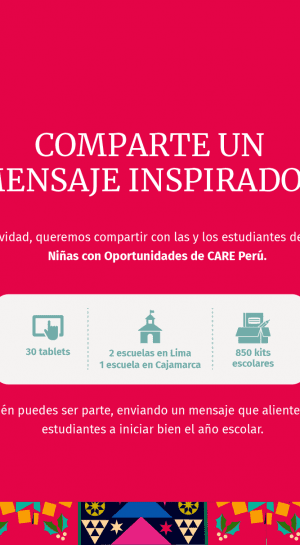 COMPARTE UN
MENSAJE INSPIRADO
vidad, queremos compartir con las y los estudiantes de
Niñas con Oportunidades de CARE Perú.
30 tablets
2 escuelas en Lima
1 escuela en Cajamarca
850 kits
escolares
én puedes ser parte, enviando un mensaje que aliente
estudiantes a iniciar bien el año escolar.